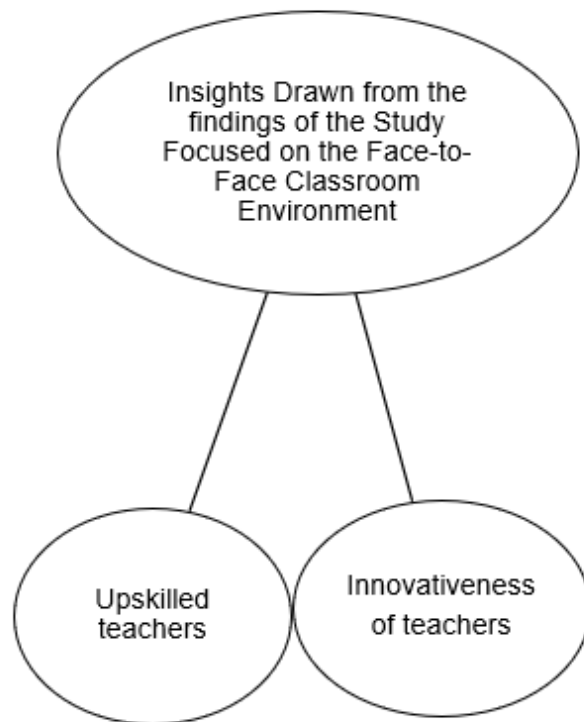 Insights Drawn from the
findings of the Study
Focused on the Face-to-
Face Classroom
Environment
Upskilled
teachers
Innovativeness
of teachers